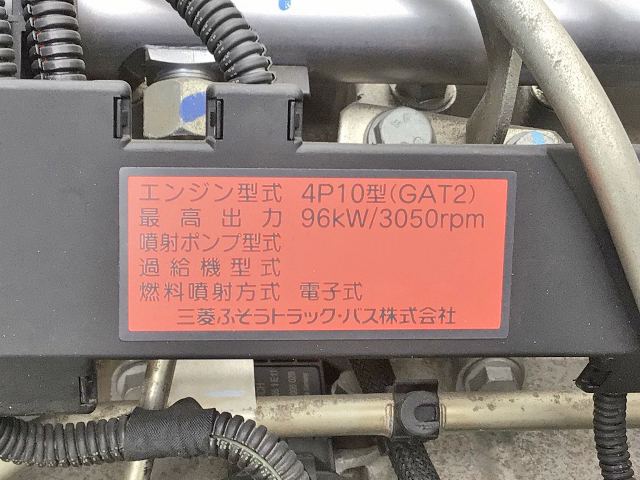 エンジン型式 4P10型(GAT2)
最高出力 96kW/3050rpm
噴射ポンプ型式
過給機型式
燃料噴射方式 電子式
三菱ふそうトラック・バス株式会社